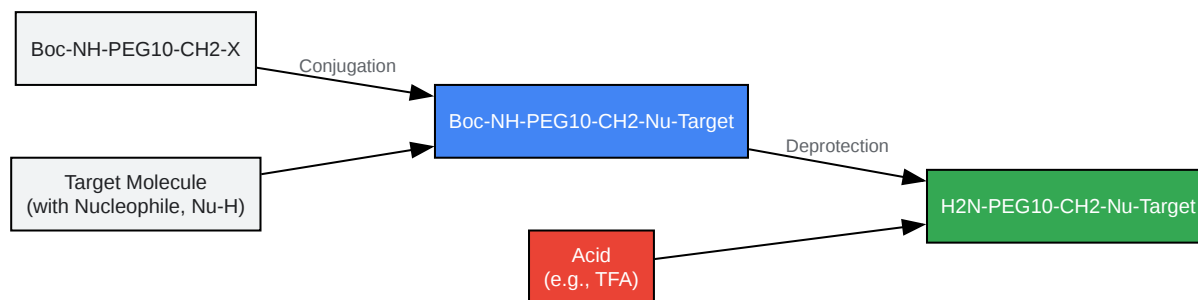 Boc-NH-PEG10-CH2-X
Conjugation
Target Molecule
(with Nucleophile, Nu-H)
Boc-NH-PEG10-CH2-Nu-Target
Deprotection
Acid
(e.g., TFA)
H2N-PEG10-CH2-Nu-Target